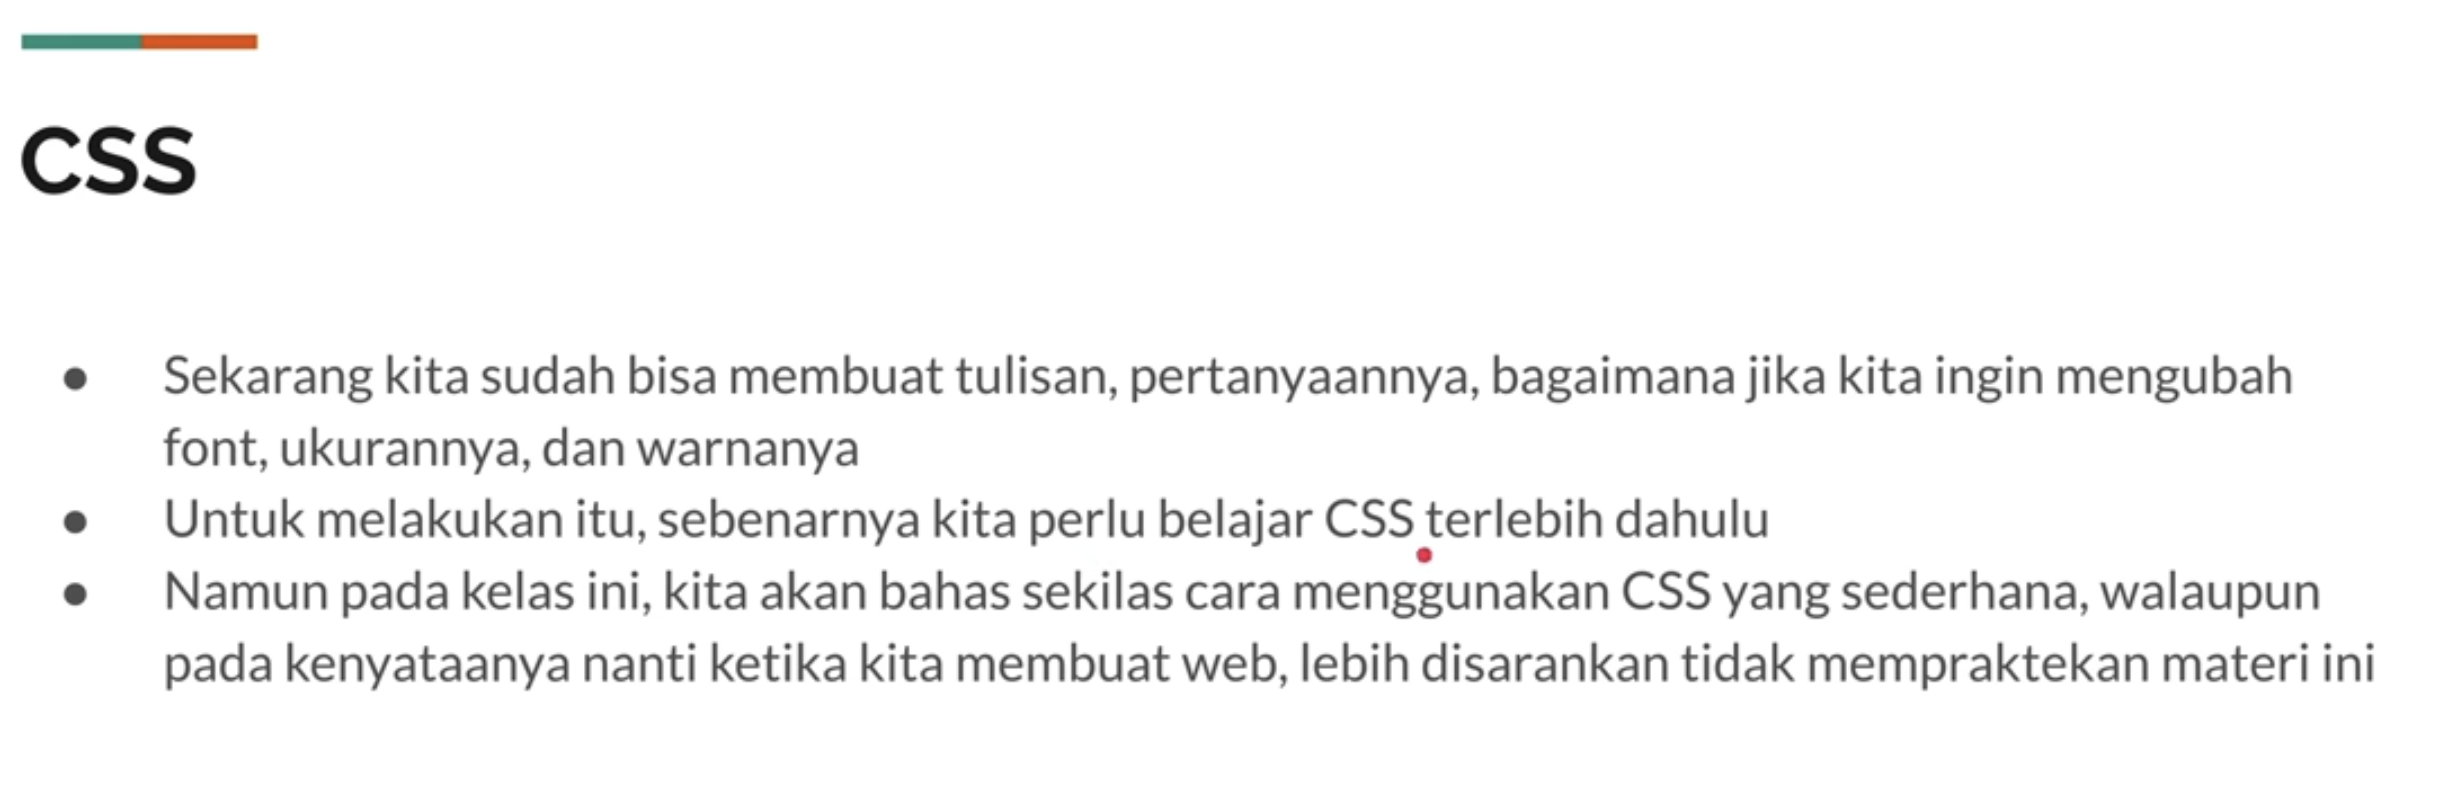 CSS
● Sekarang kita sudah bisa membuat tulisan, pertanyaannya, bagaimana jika kita ingin mengubah
font, ukurannya, dan warnanya
● Untuk melakukan itu, sebenarnya kita perlu belajar CSS terlebih dahulu
● Namun pada kelas ini, kita akan bahas sekilas cara menggunakan CSS yang sederhana, walaupun
pada kenyataanya nanti ketika kita membuat web, lebih disarankan tidak mempraktekan materi ini